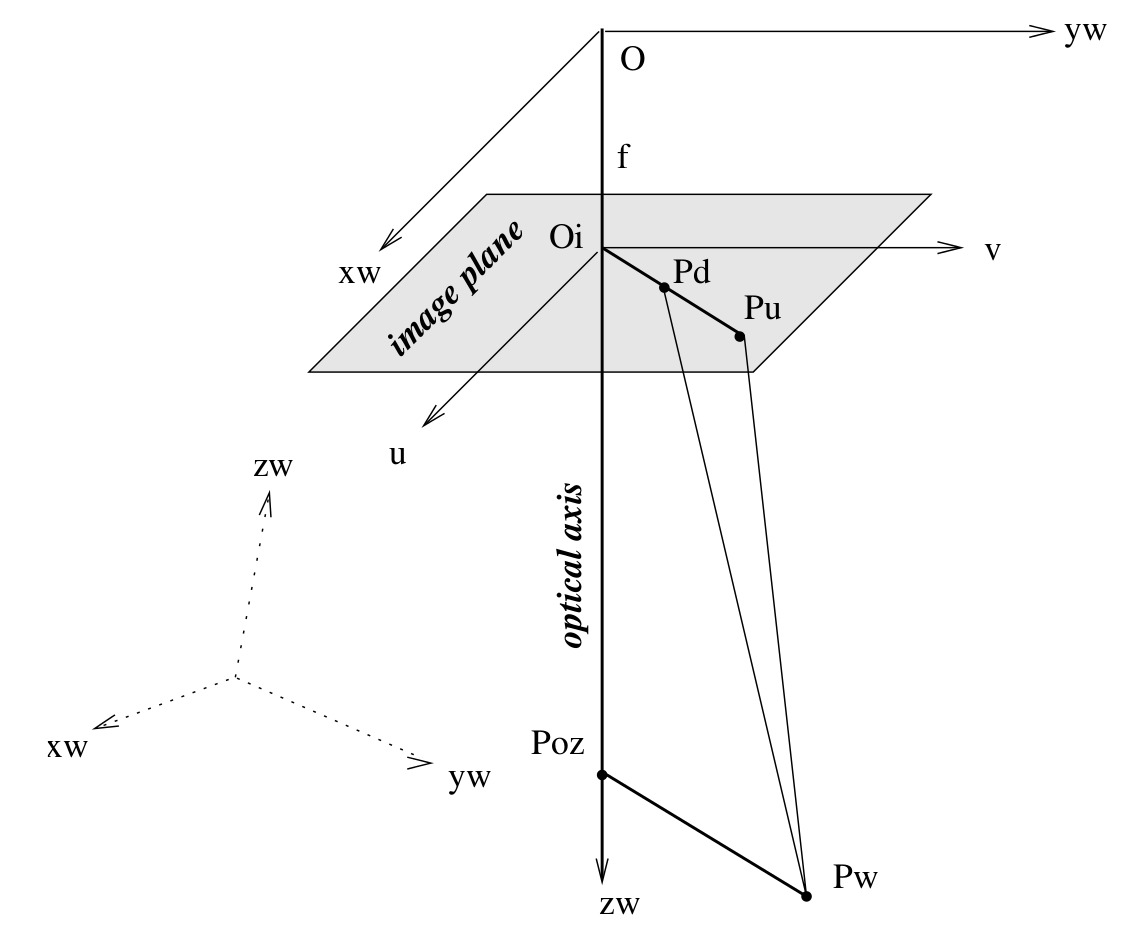 yw
O
f
Oi
v
xw
image plane
Pd
Pu
u
zw
optical axis
xw
yw
Poz
Pw
zw